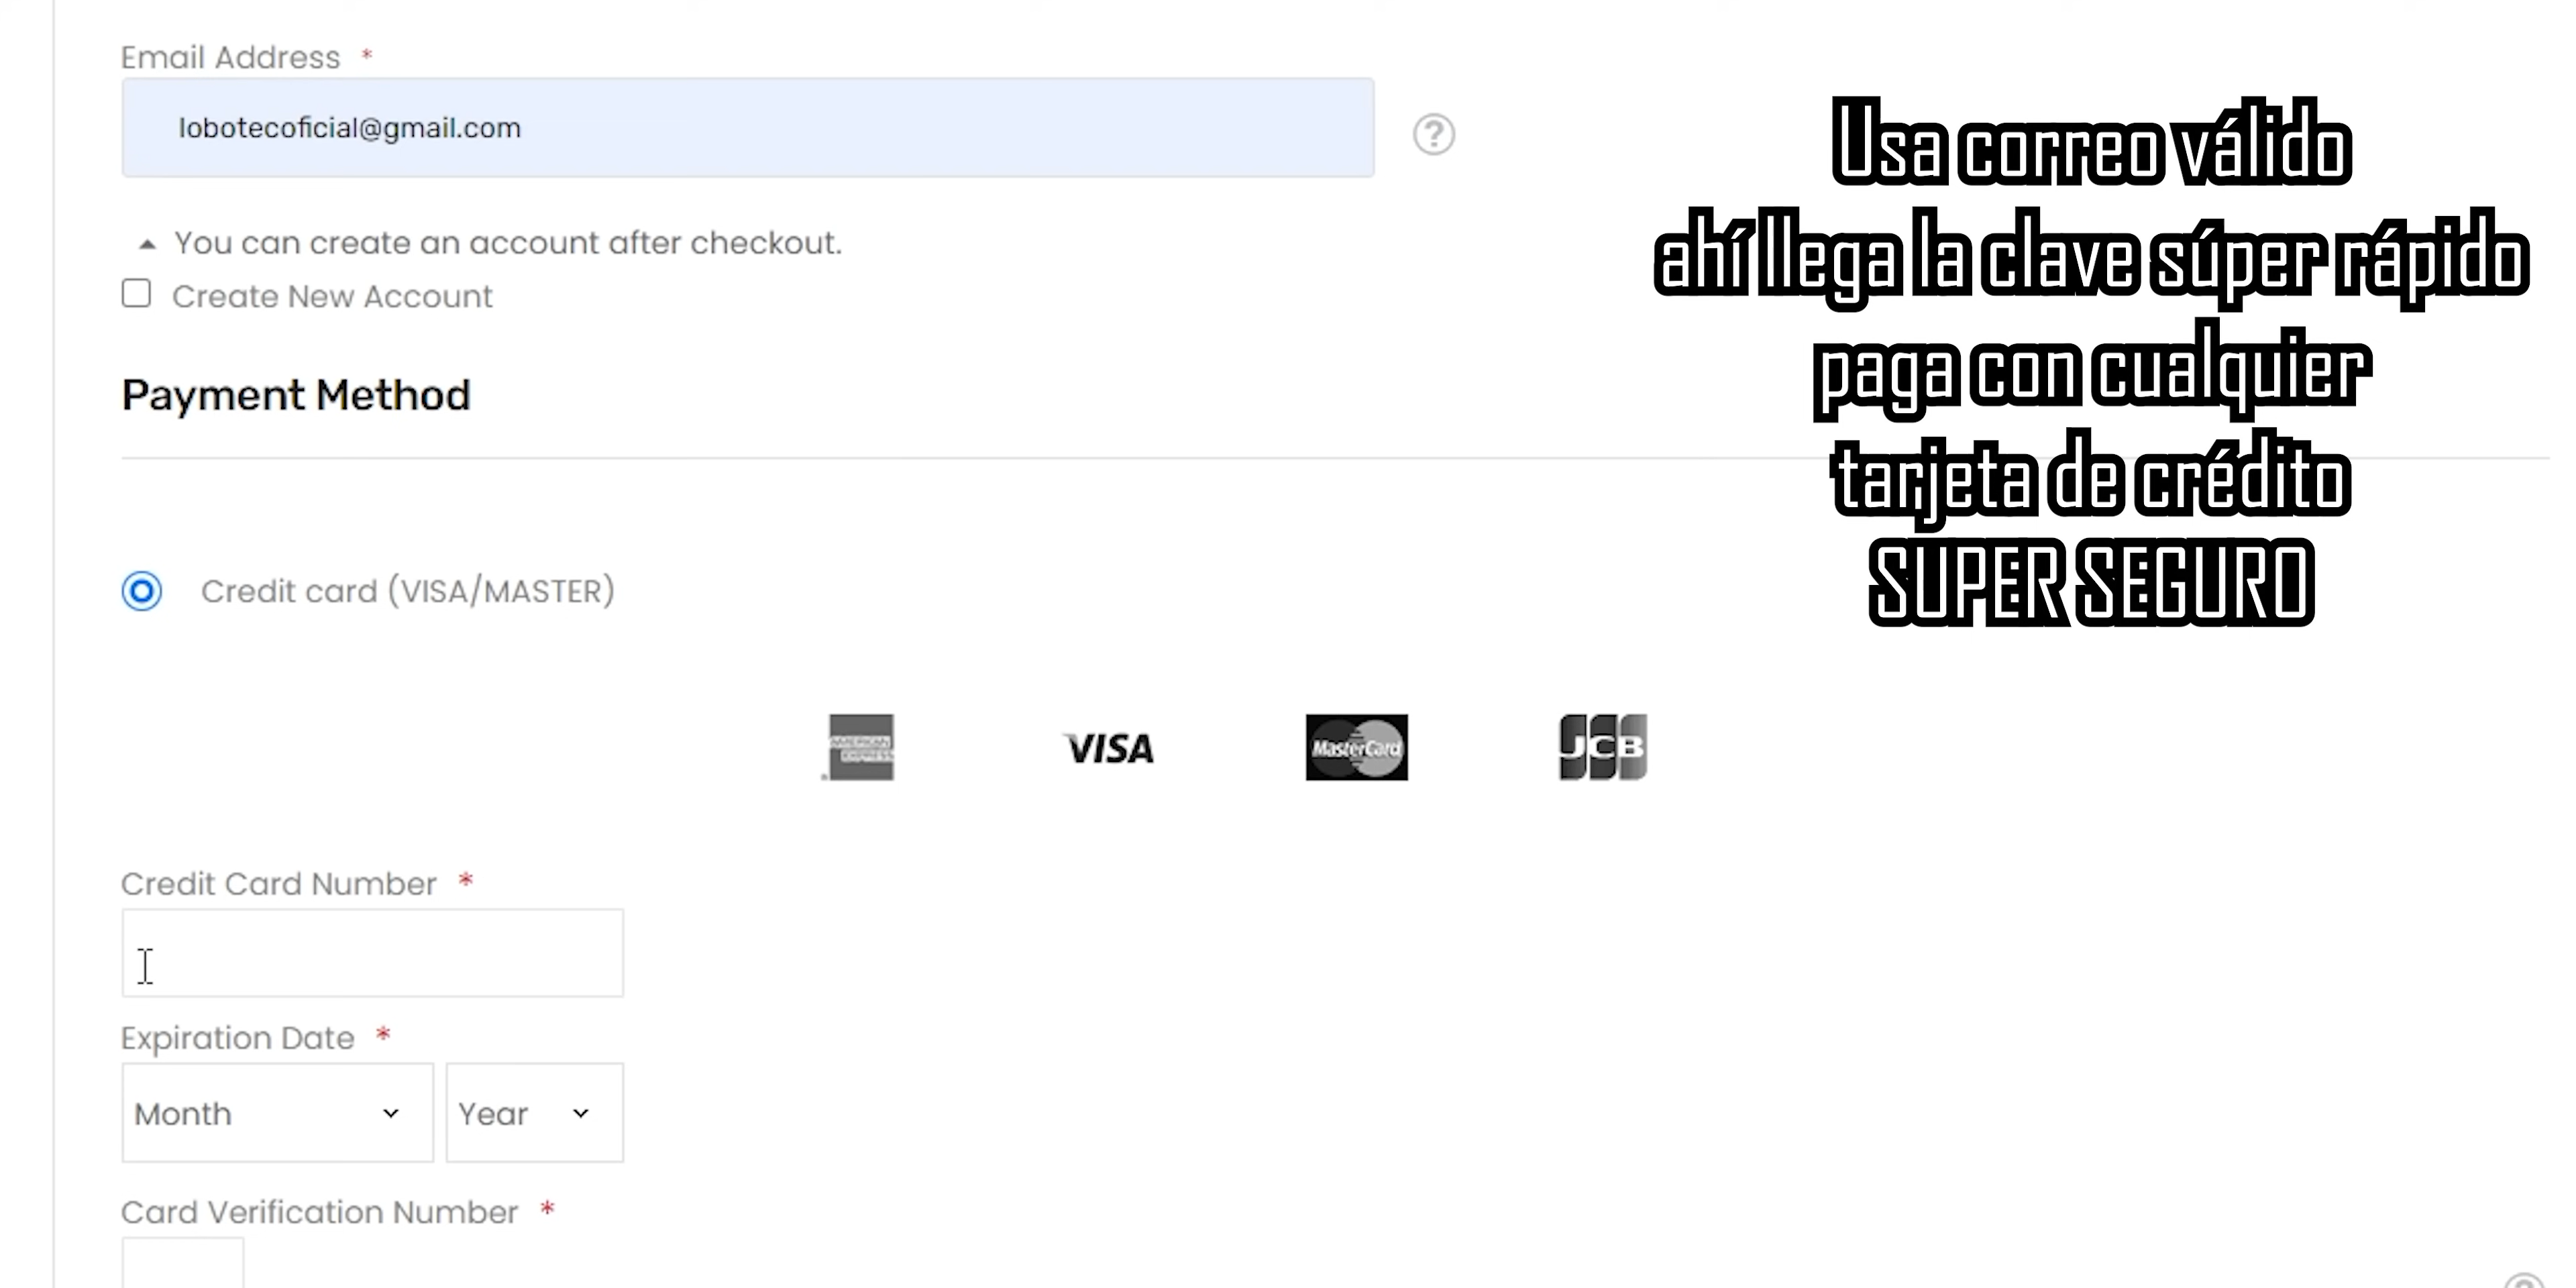 Email Address *
lobotecoficial@gmail.com
?
Usa correo válido
ahí llega la clave súper rápido
paga con cualquier
tarjeta de crédito
SUPER SEGURO
You can create an account after checkout.
Create New Account
Payment Method
Credit card (VISA/MASTER)
AMERICAN EXPRESS
VISA
MasterCard
JCB
Credit Card Number *
Expiration Date *
Month
Year
Card Verification Number *